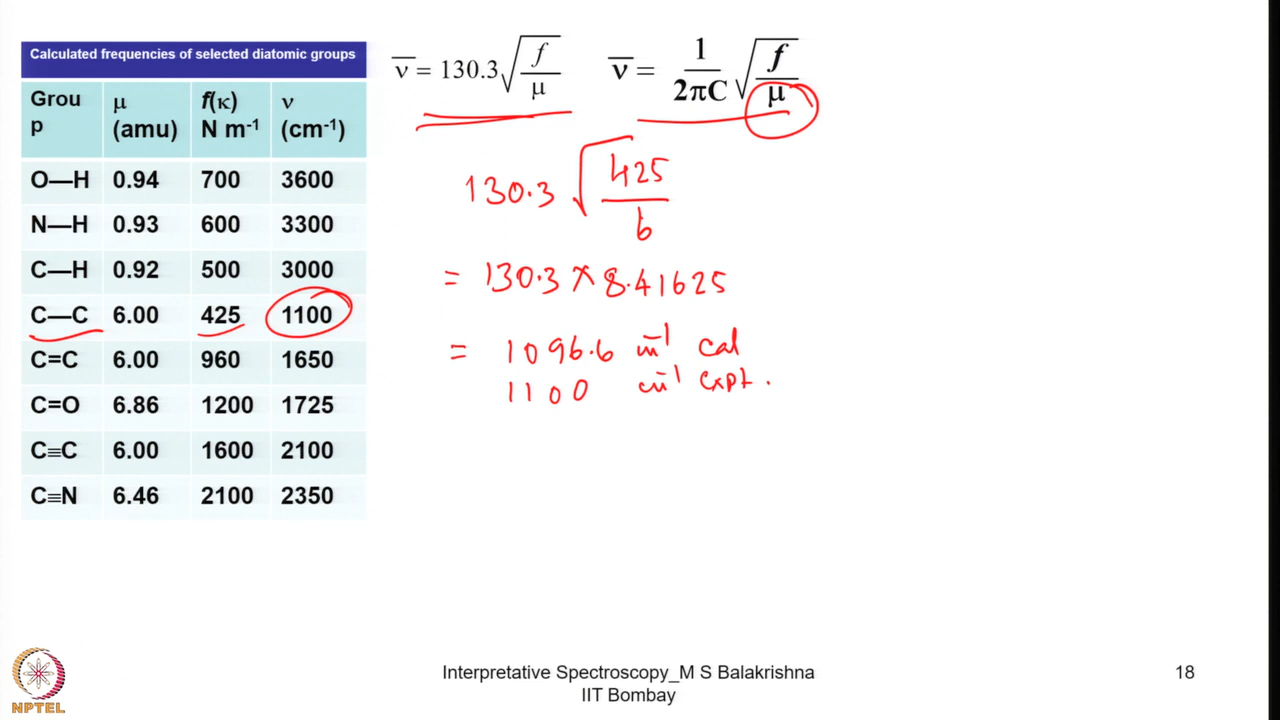 Calculated frequencies of selected diatomic groups
Grou p μ (amu) f(κ) N m⁻¹ ν (cm⁻¹)
O—H 0.94 700 3600
N—H 0.93 600 3300
C—H 0.92 500 3000
C—C 6.00 425 1100
C=C 6.00 960 1650
C=O 6.86 1200 1725
C≡C 6.00 1600 2100
C≡N 6.46 2100 2350
ν̅ = 130.3 √(f/μ)
ν̅ = 1/(2πC) √(f/μ)
130.3 √(425/6)
= 130.3 × 8.41625
= 1096.6 cm⁻¹ cal
1100 cm⁻¹ expt.
NPTEL
Interpretative Spectroscopy_M S Balakrishna
IIT Bombay
18